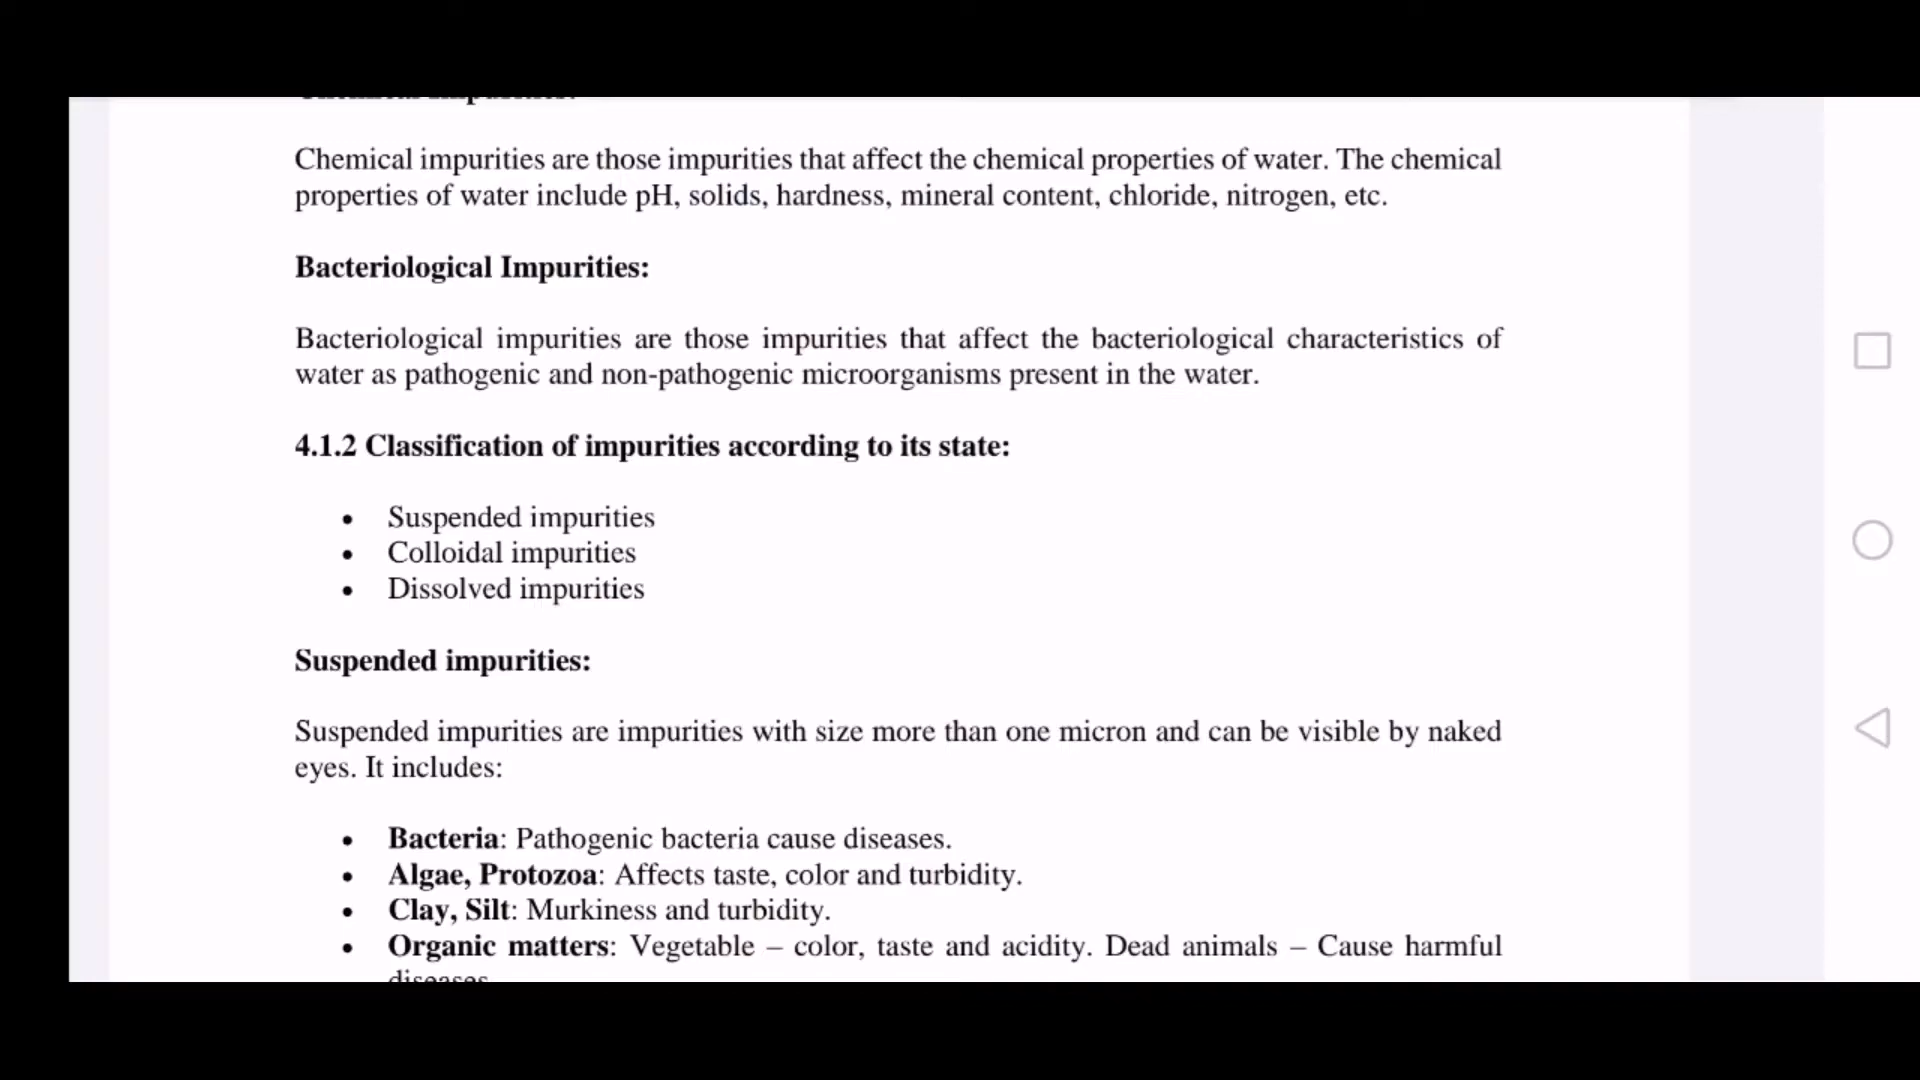 Chemical impurities are those impurities that affect the chemical properties of water. The chemical
properties of water include pH, solids, hardness, mineral content, chloride, nitrogen, etc.
Bacteriological Impurities:
Bacteriological impurities are those impurities that affect the bacteriological characteristics of
water as pathogenic and non-pathogenic microorganisms present in the water.
4.1.2 Classification of impurities according to its state:
• Suspended impurities
• Colloidal impurities
• Dissolved impurities
Suspended impurities:
Suspended impurities are impurities with size more than one micron and can be visible by naked
eyes. It includes:
• Bacteria: Pathogenic bacteria cause diseases.
• Algae, Protozoa: Affects taste, color and turbidity.
• Clay, Silt: Murkiness and turbidity.
• Organic matters: Vegetable – color, taste and acidity. Dead animals – Cause harmful
diseases